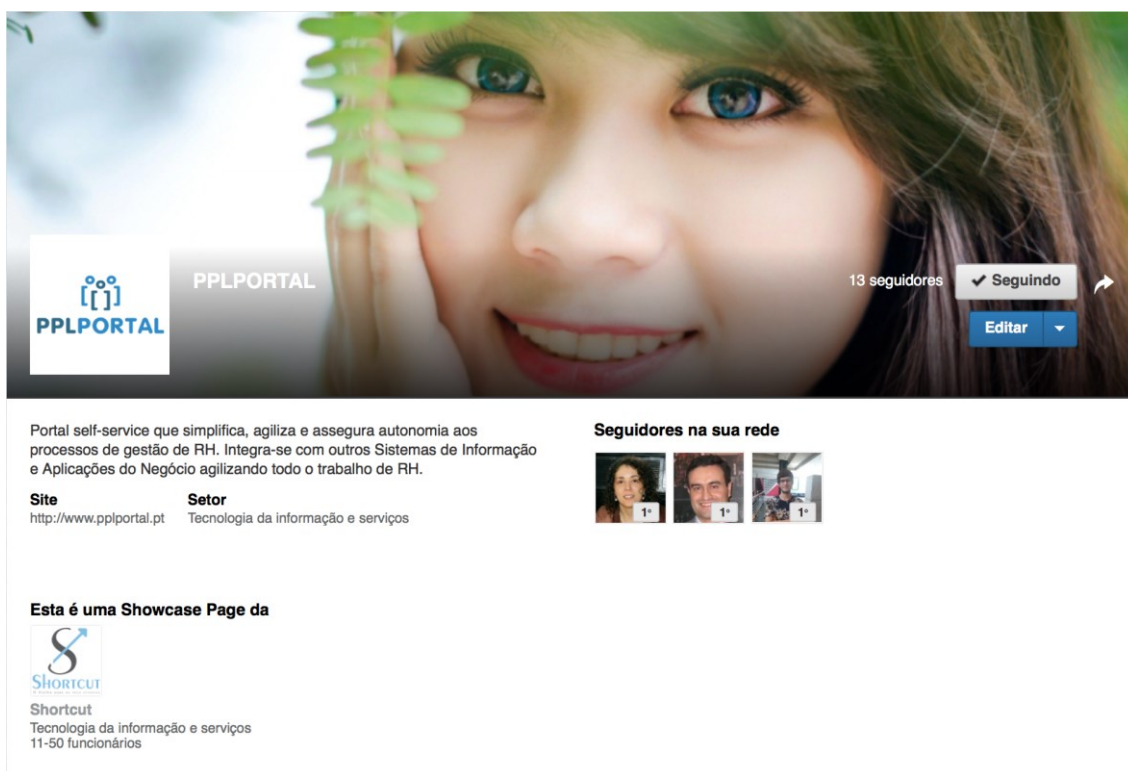 PPLPORTAL
PPLPORTAL
13 seguidores
Seguindo
Editar
Portal self-service que simplifica, agiliza e assegura autonomia aos
processos de gestão de RH. Integra-se com outros Sistemas de Informação
e Aplicações do Negócio agilizando todo o trabalho de RH.
Site
Setor
http://www.pplportal.pt
Tecnologia da informação e serviços
Seguidores na sua rede
1º
1º
1º
Esta é uma Showcase Page da
SHORTCUT
Shortcut
Tecnologia da informação e serviços
11-50 funcionários